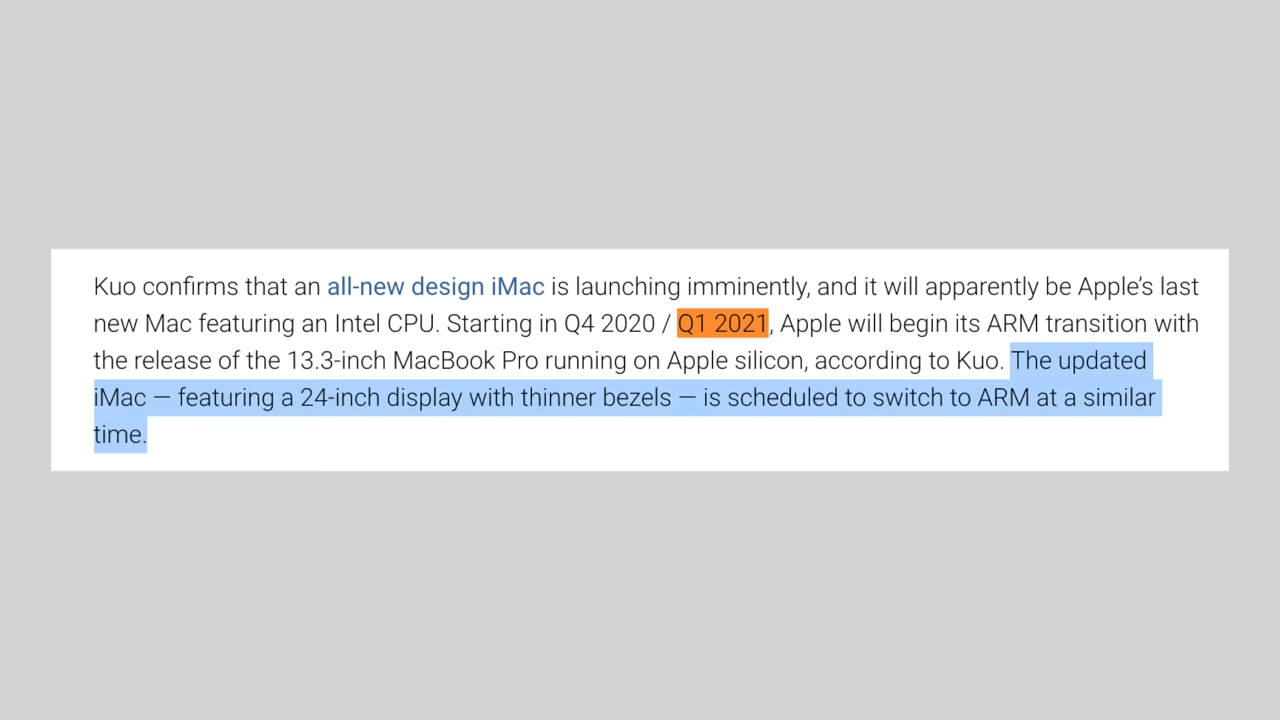 Kuo confirms that an all-new design iMac is launching imminently, and it will apparently be Apple’s last
new Mac featuring an Intel CPU. Starting in Q4 2020 / Q1 2021, Apple will begin its ARM transition with
the release of the 13.3-inch MacBook Pro running on Apple silicon, according to Kuo. The updated
iMac — featuring a 24-inch display with thinner bezels — is scheduled to switch to ARM at a similar
time.